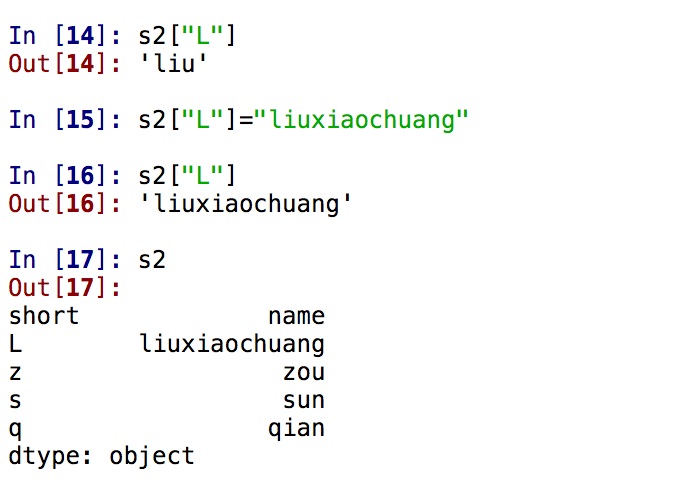 In [14]: s2["L"]
Out[14]: 'liu'
In [15]: s2["L"]="liuxiaochuang"
In [16]: s2["L"]
Out[16]: 'liuxiaochuang'
In [17]: s2
Out[17]:
short name
L liuxiaochuang
z zou
s sun
q qian
dtype: object